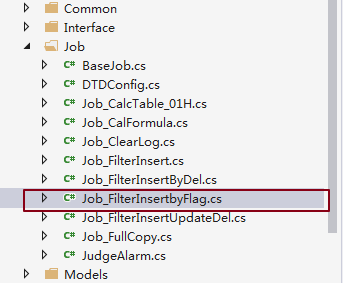 Common
Interface
Job
C# BaseJob.cs
C# DTDConfig.cs
C# Job_CalcTable_01H.cs
C# Job_CalFormula.cs
C# Job_ClearLog.cs
C# Job_FilterInsert.cs
C# Job_FilterInsertByDel.cs
C# Job_FilterInsertbyFlag.cs
C# Job_FilterInsertUpdateDel.cs
C# Job_FullCopy.cs
C# JudgeAlarm.cs
Models